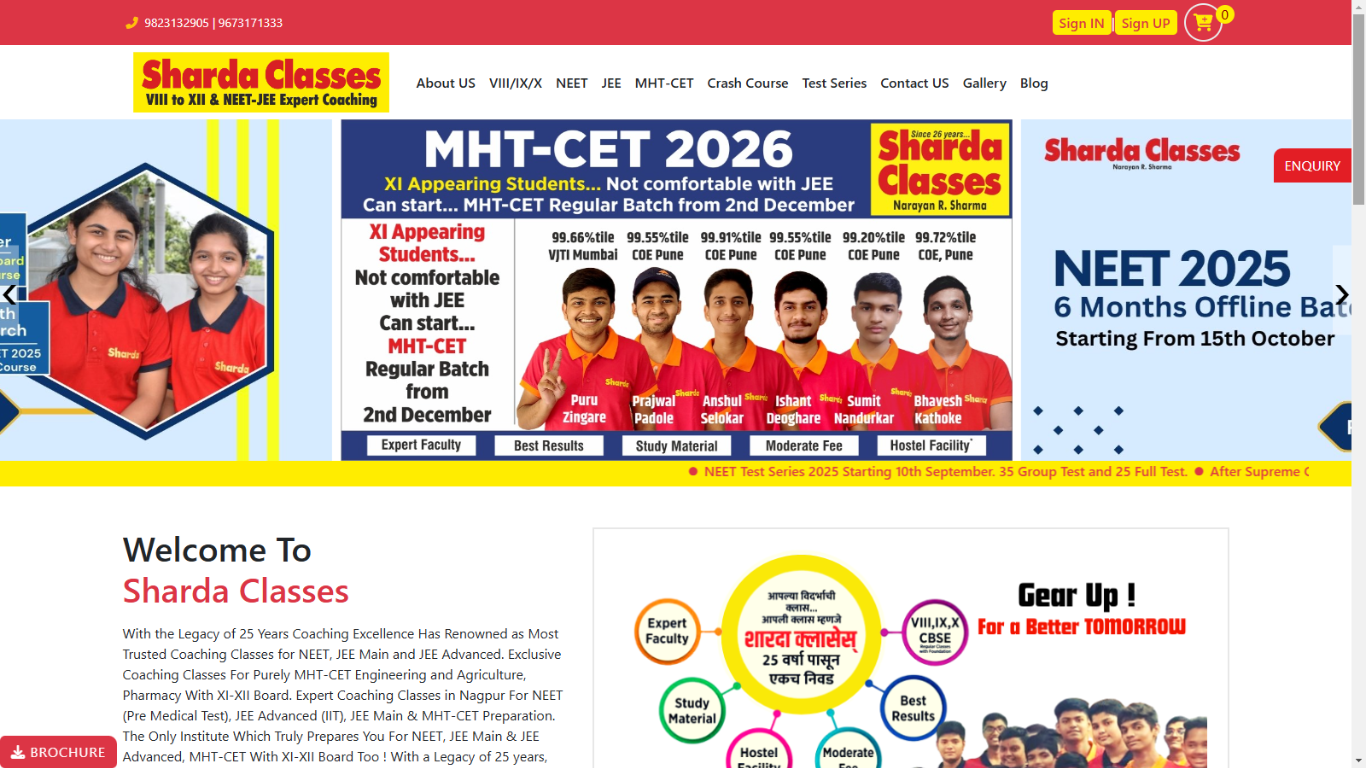 9823132905 | 9673171333
Sign IN | Sign UP
0
Sharda Classes
VIII to XII & NEET-JEE Expert Coaching
About US VIII/IX/X NEET JEE MHT-CET Crash Course Test Series Contact US Gallery Blog
er
oard
urse
th
rch
ET 2025
Course
Sharda
Sharda
MHT-CET 2026
XI Appearing Students... Not comfortable with JEE
Can start... MHT-CET Regular Batch from 2nd December
Since 26 years...
Sharda
Classes
Narayan R. Sharma
XI Appearing
Students...
Not comfortable
with JEE
Can start...
MHT-CET
Regular Batch
from
2nd December
99.66%tile 99.55%tile 99.91%tile 99.55%tile 99.20%tile 99.72%tile
VJTI Mumbai COE Pune COE Pune COE Pune COE Pune COE, Pune
Sharda Sharda Sharda Sharda Sharda Sharda
Puru Prajwal Anshul Ishant Sumit Bhavesh
Zingare Padole Selokar Deoghare Nandurkar Kathoke
Expert Faculty Best Results Study Material Moderate Fee Hostel Facility*
Sharda Classes
Narayan R. Sharma
ENQUIRY
NEET 2025
6 Months Offline Batc
Starting From 15th October
NEET Test Series 2025 Starting 10th September. 35 Group Test and 25 Full Test. After Supreme C
Welcome To
Sharda Classes
With the Legacy of 25 Years Coaching Excellence Has Renowned as Most
Trusted Coaching Classes for NEET, JEE Main and JEE Advanced. Exclusive
Coaching Classes For Purely MHT-CET Engineering and Agriculture,
Pharmacy With XI-XII Board. Expert Coaching Classes in Nagpur For NEET
(Pre Medical Test), JEE Advanced (IIT), JEE Main & MHT-CET Preparation.
The Only Institute Which Truly Prepares You For NEET, JEE Main & JEE
Advanced, MHT-CET With XI-XII Board Too ! With a Legacy of 25 years,
BROCHURE
आपल्या विदर्भाची
क्लास...
आपली क्लास म्हणजे
शारदा क्लासेस्
25 वर्षा पासून
एकच निवड
Expert
Faculty
Study
Material
Hostel
Facility
Moderate
Fee
Best
Results
VIII,IX,X
CBSE
Regular Classes
with Foundation
Gear Up !
For a Better TOMORROW